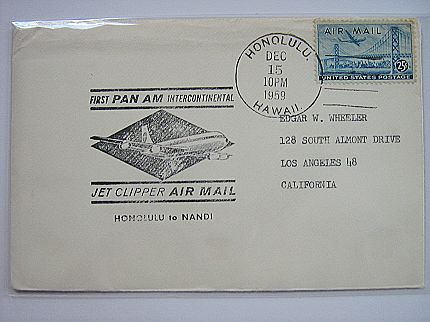 HONOLULU,
DEC
15
10PM
1959
HAWAII.
AIR MAIL
25¢
UNITED STATES POSTAGE
FIRST PAN AM INTERCONTINENTAL
JET CLIPPER AIR MAIL
HONOLULU to NANDI
EDGAR W. WHEELER
128 SOUTH ALMONT DRIVE
LOS ANGELES 48
CALIFORNIA